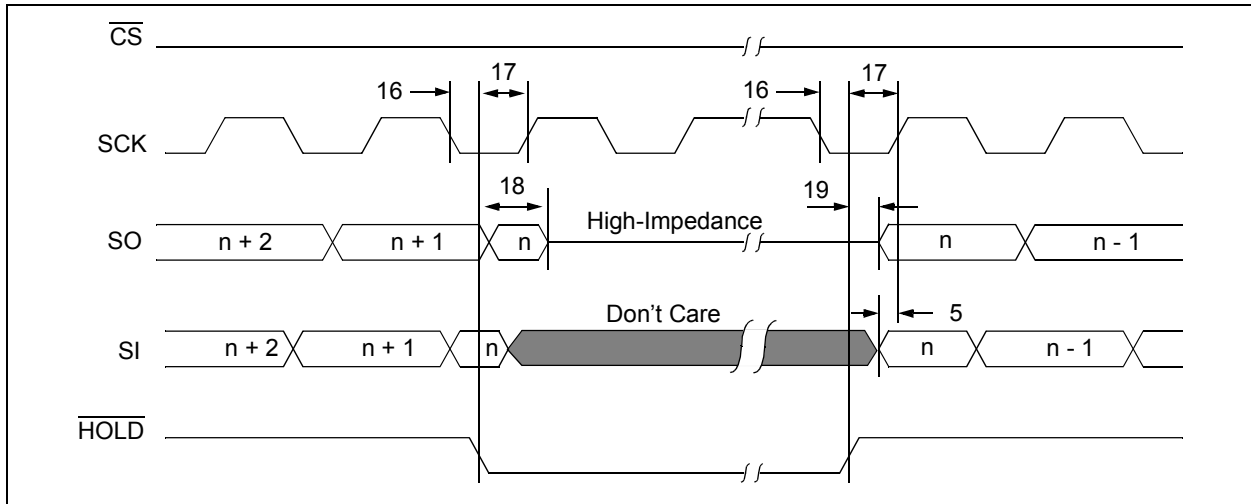 CS
16 17 16 17
SCK
18 19
High-Impedance
SO n + 2 n + 1 n n n - 1
Don't Care 5
SI n + 2 n + 1 n n n - 1
HOLD